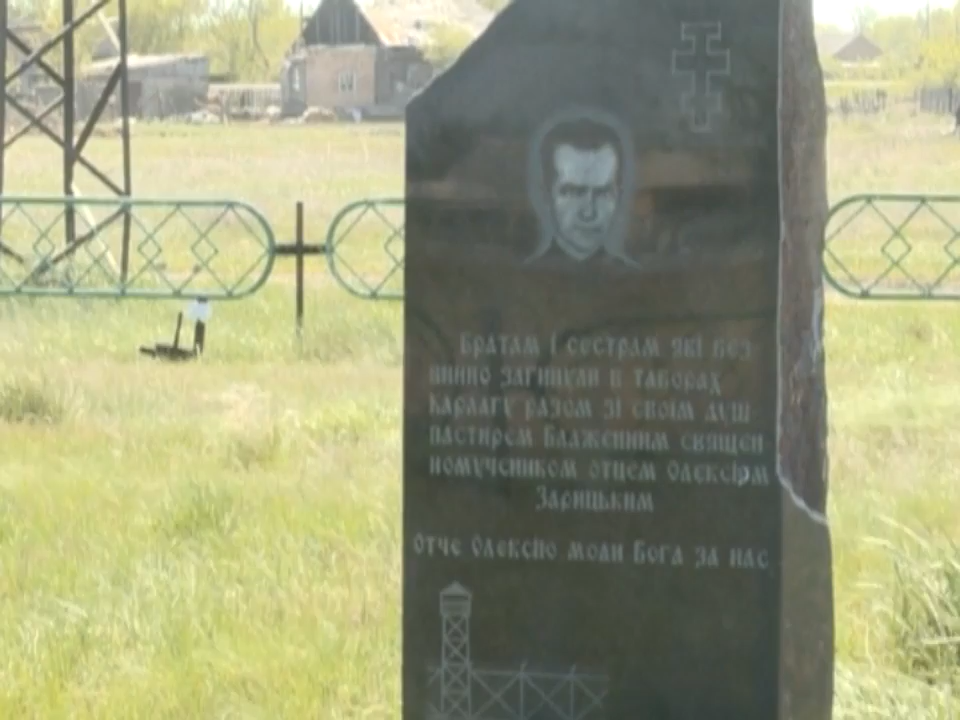 Братам і сестрам які без-
винно загинули в таборах
Карлагу разом зі своїм душ-
пастирем Блаженним священ-
номучеником отцем Олексієм
Зарицьким
Отче Олексію моли Бога за нас